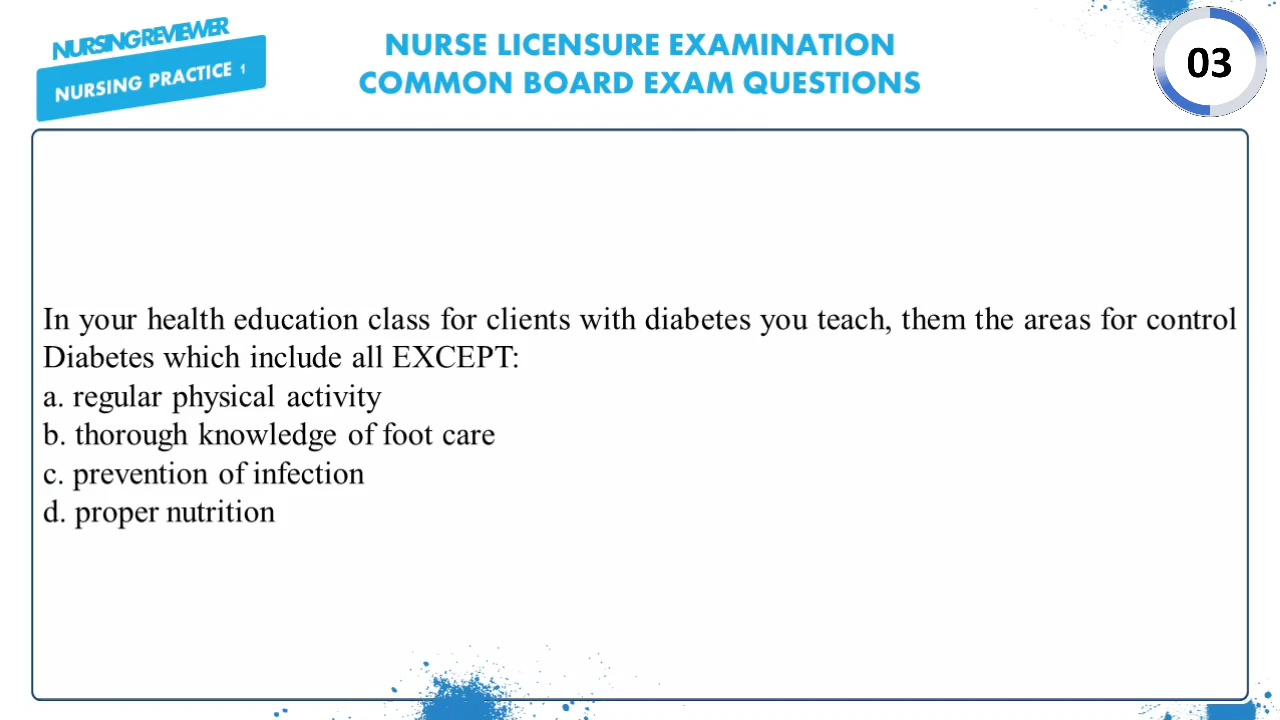 NURSINGREVIEWER
NURSING PRACTICE 1
NURSE LICENSURE EXAMINATION
COMMON BOARD EXAM QUESTIONS
03
In your health education class for clients with diabetes you teach, them the areas for control
Diabetes which include all EXCEPT:
a. regular physical activity
b. thorough knowledge of foot care
c. prevention of infection
d. proper nutrition